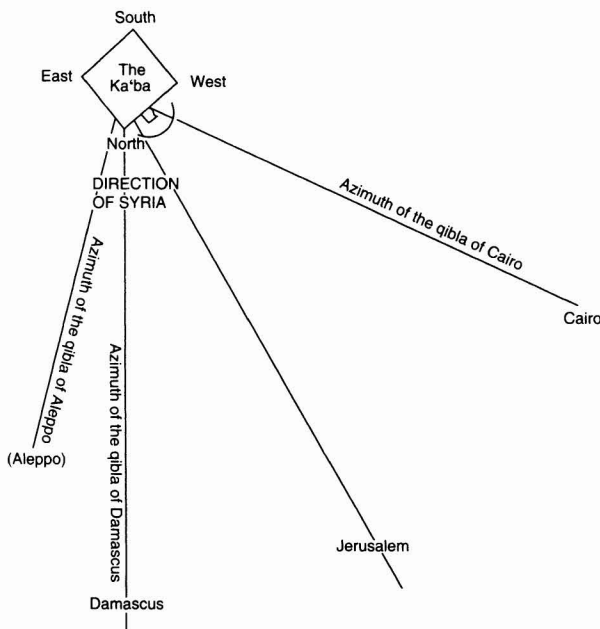 South
East
The
Ka‘ba
West
North
DIRECTION
OF SYRIA
Azimuth of the qibla of Cairo
Cairo
Azimuth of the qibla of Aleppo
(Aleppo)
Azimuth of the qibla of Damascus
Jerusalem
Damascus